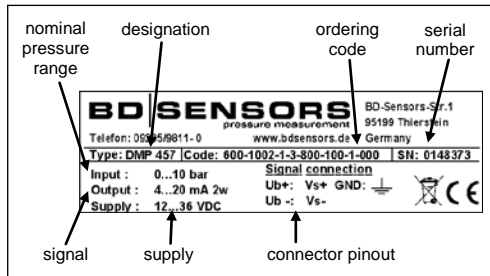 nominal pressure range
designation
ordering code
serial number
BD SENSORS
pressure measurement
BD-Sensors-Str.1
95199 Thierstein
Telefon: 09235/9811-0 www.bdsensors.de Germany
Type: DMP 457 Code: 600-1002-1-3-800-100-1-000 SN: 0148373
Input : 0...10 bar
Output : 4...20 mA 2w
Supply : 12...36 VDC
Signal connection
Ub+: Vs+ GND:
Ub -: Vs-
CE
signal
supply
connector pinout